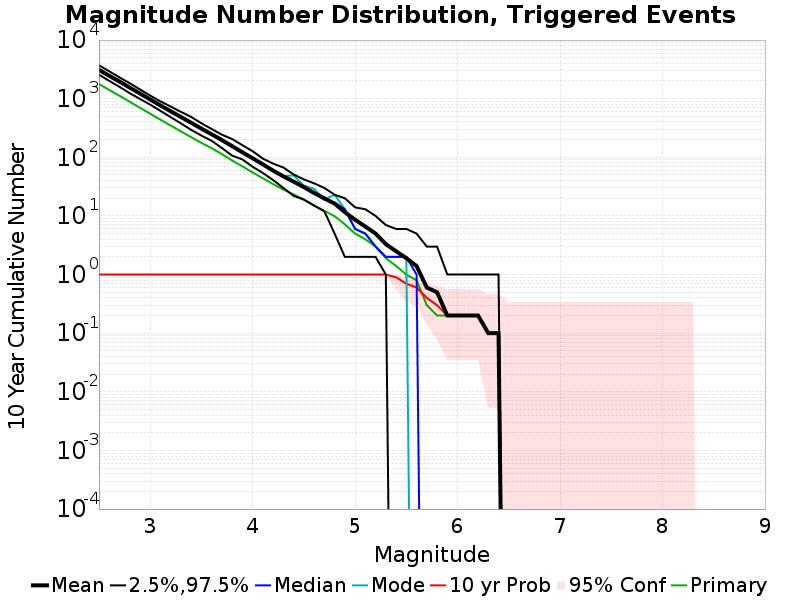 Magnitude Number Distribution, Triggered Events
10 Year Cumulative Number
10^4
10^3
10^2
10^1
10^0
10^-1
10^-2
10^-3
10^-4
3 4 5 6 7 8 9
Magnitude
Mean 2.5%,97.5% Median Mode 10 yr Prob 95% Conf Primary